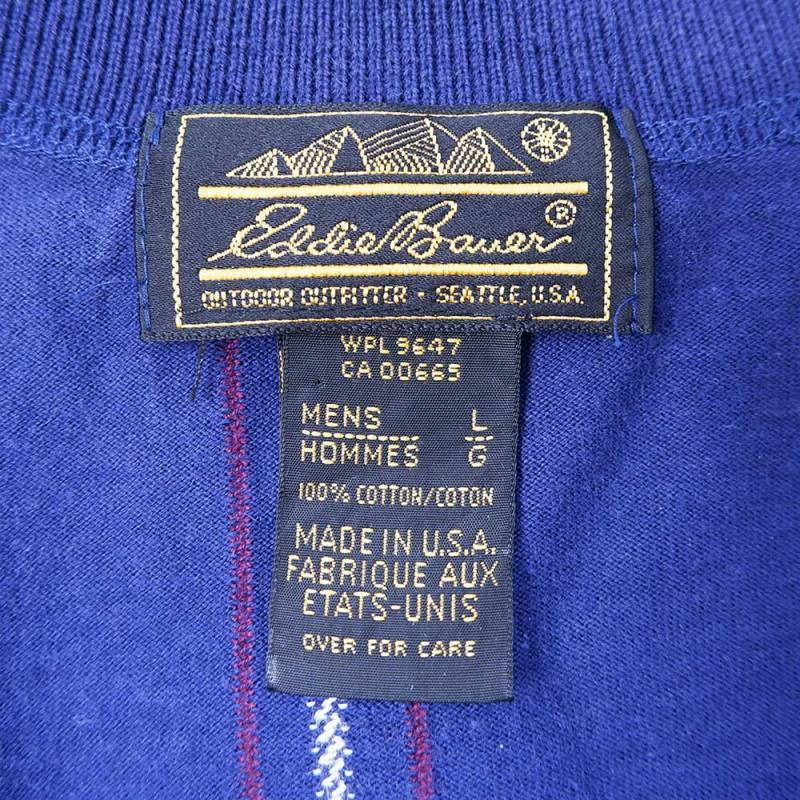 Eddie Bauer®
OUTDOOR OUTFITTER • SEATTLE, U.S.A.
WPL 9647
CA 00665
MENS L
HOMMES G
100% COTTON/COTON
MADE IN U.S.A.
FABRIQUE AUX
ETATS-UNIS
OVER FOR CARE